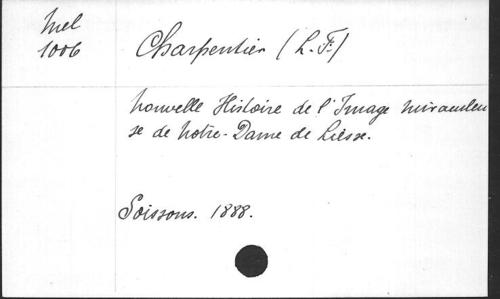 Mel
1006
Charpentier (L. F.)
Nouvelle Histoire de l'Image miraculeu
se de Notre-Dame de Liesse.
Soissons. 1888.